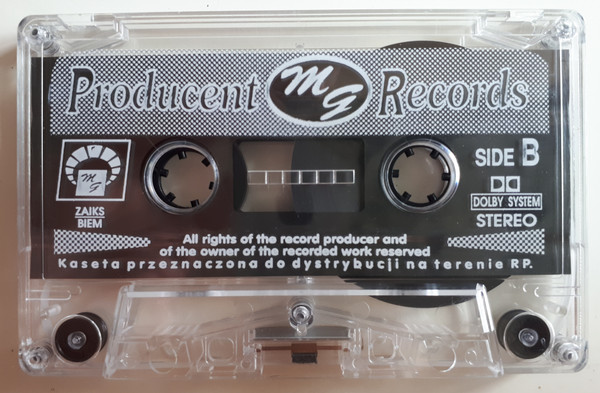 Producent MG Records
MG
SIDE B
ZAIKS
BIEM
DOLBY SYSTEM
STEREO
All rights of the record producer and
of the owner of the recorded work reserved
Kaseta przeznaczona do dystrybucji na terenie RP.